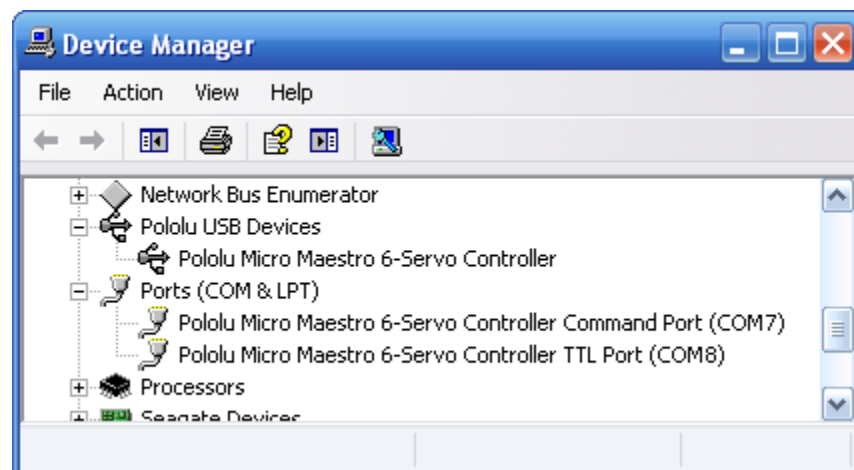 Device Manager
File Action View Help
Network Bus Enumerator
Pololu USB Devices
Pololu Micro Maestro 6-Servo Controller
Ports (COM & LPT)
Pololu Micro Maestro 6-Servo Controller Command Port (COM7)
Pololu Micro Maestro 6-Servo Controller TTL Port (COM8)
Processors
Seagate Devices